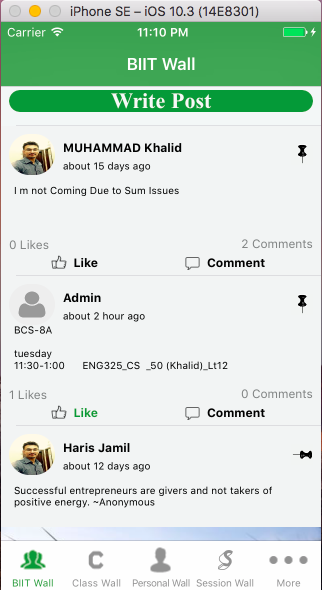 iPhone SE – iOS 10.3 (14E8301)
Carrier 11:10 PM
BIIT Wall
Write Post
MUHAMMAD Khalid
about 15 days ago
I m not Coming Due to Sum Issues
0 Likes 2 Comments
Like Comment
Admin
about 2 hour ago
BCS-8A
tuesday
11:30-1:00 ENG325_CS _50 (Khalid)_Lt12
1 Likes 0 Comments
Like Comment
Haris Jamil
about 12 days ago
Successful entrepreneurs are givers and not takers of
positive energy. ~Anonymous
BIIT Wall Class Wall Personal Wall Session Wall More